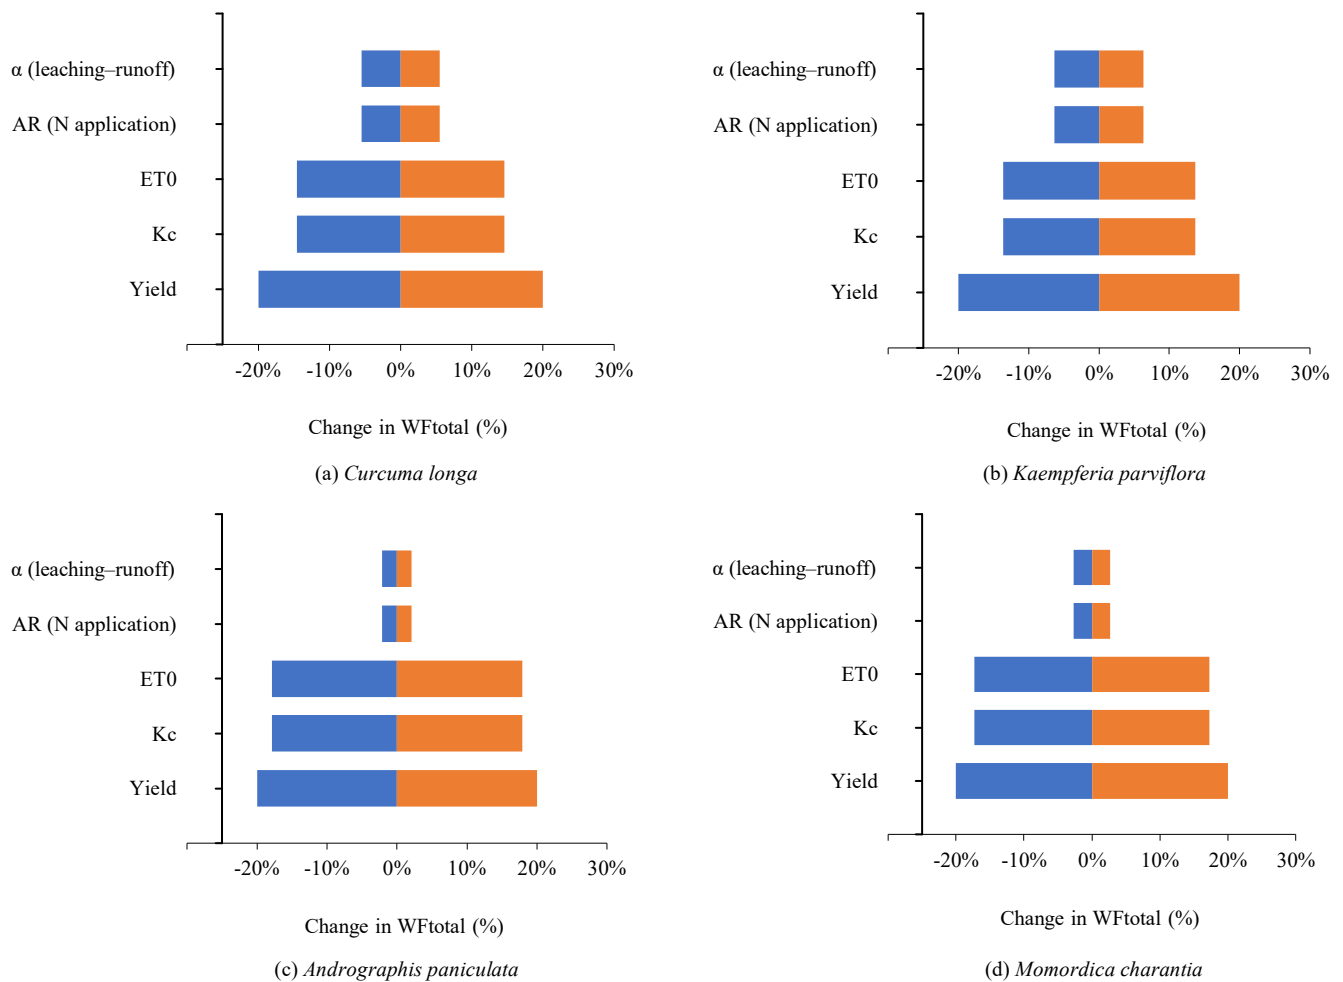 α (leaching–runoff)
AR (N application)
ET0
Kc
Yield
-20% -10% 0% 10% 20% 30%
Change in WFtotal (%)
(a) Curcuma longa
α (leaching–runoff)
AR (N application)
ET0
Kc
Yield
-20% -10% 0% 10% 20% 30%
Change in WFtotal (%)
(b) Kaempferia parviflora
α (leaching–runoff)
AR (N application)
ET0
Kc
Yield
-20% -10% 0% 10% 20% 30%
Change in WFtotal (%)
(c) Andrographis paniculata
α (leaching–runoff)
AR (N application)
ET0
Kc
Yield
-20% -10% 0% 10% 20% 30%
Change in WFtotal (%)
(d) Momordica charantia